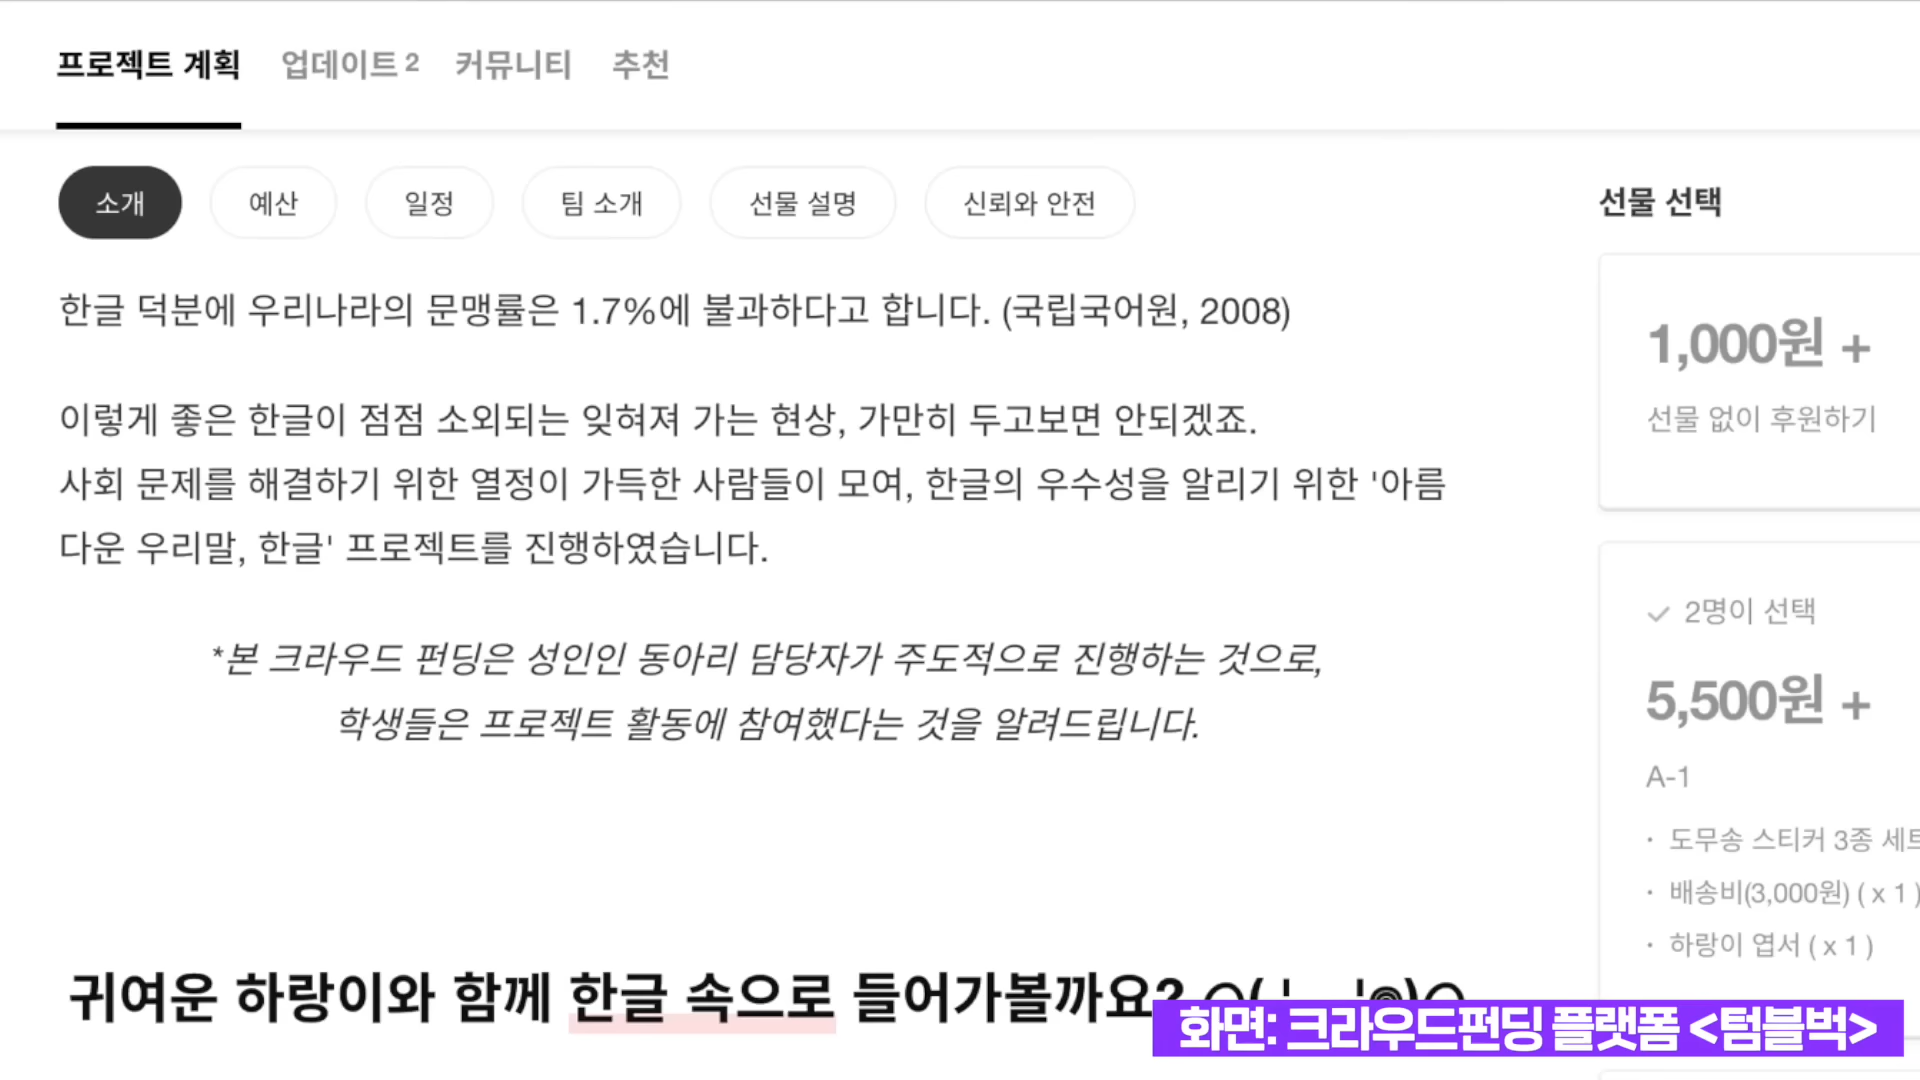 프로젝트 계획 업데이트 2 커뮤니티 추천
소개 예산 일정 팀 소개 선물 설명 신뢰와 안전
한글 덕분에 우리나라의 문맹률은 1.7%에 불과하다고 합니다. (국립국어원, 2008)
이렇게 좋은 한글이 점점 소외되는 잊혀져 가는 현상, 가만히 두고보면 안되겠죠.
사회 문제를 해결하기 위한 열정이 가득한 사람들이 모여, 한글의 우수성을 알리기 위한 '아름
다운 우리말, 한글' 프로젝트를 진행하였습니다.
*본 크라우드 펀딩은 성인인 동아리 담당자가 주도적으로 진행하는 것으로,
학생들은 프로젝트 활동에 참여했다는 것을 알려드립니다.
귀여운 하랑이와 함께 한글 속으로 들어가볼까요?
선물 선택
1,000원 +
선물 없이 후원하기
✓ 2명이 선택
5,500원 +
A-1
· 도무송 스티커 3종
· 배송비(3,000원) ( x 1 )
· 하랑이 엽서 ( x 1 )
화면: 크라우드펀딩 플랫폼 <텀블벅>